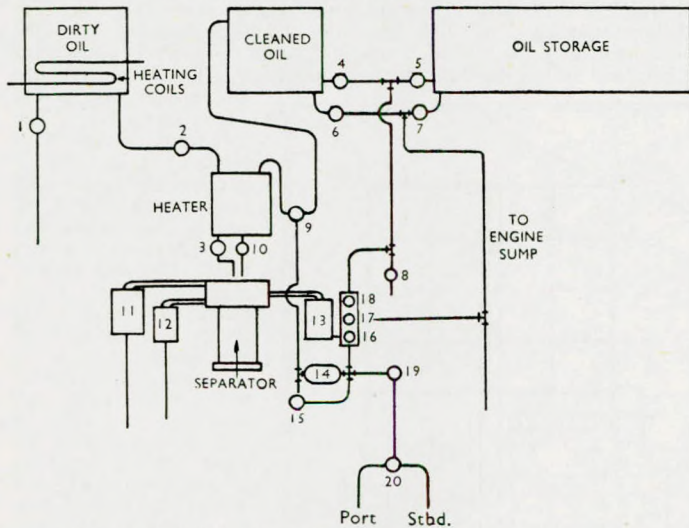 DIRTY
OIL
HEATING
COILS
CLEANED
OIL
OIL STORAGE
4
5
6
7
1
2
HEATER
3
10
9
TO
ENGINE
SUMP
8
11
12
13
18
17
16
SEPARATOR
14
15
19
20
Port
Stbd.